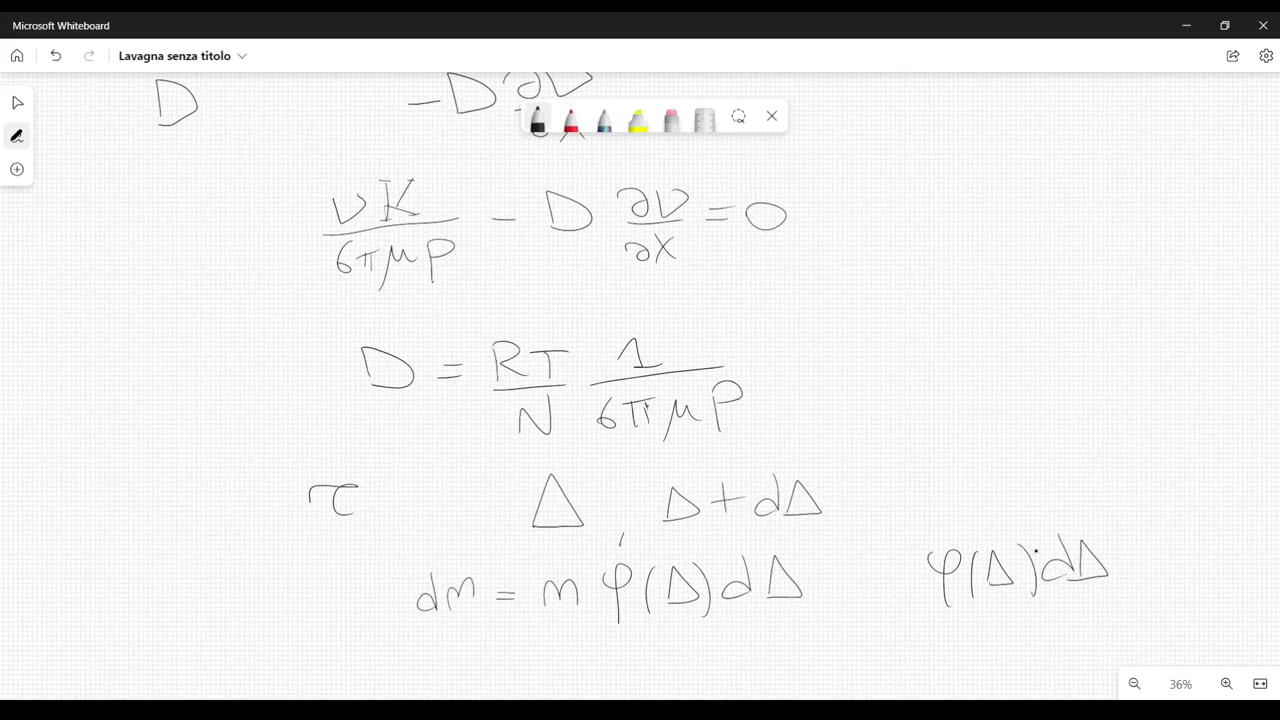 Microsoft Whiteboard
Lavagna senza titolo
D − D ∂ν
νK / 6πμP − D ∂ν/∂x = 0
D = RT/N 1/6πμP
τ Δ Δ + dΔ
dn = n φ(Δ) dΔ φ(Δ) dΔ
36%